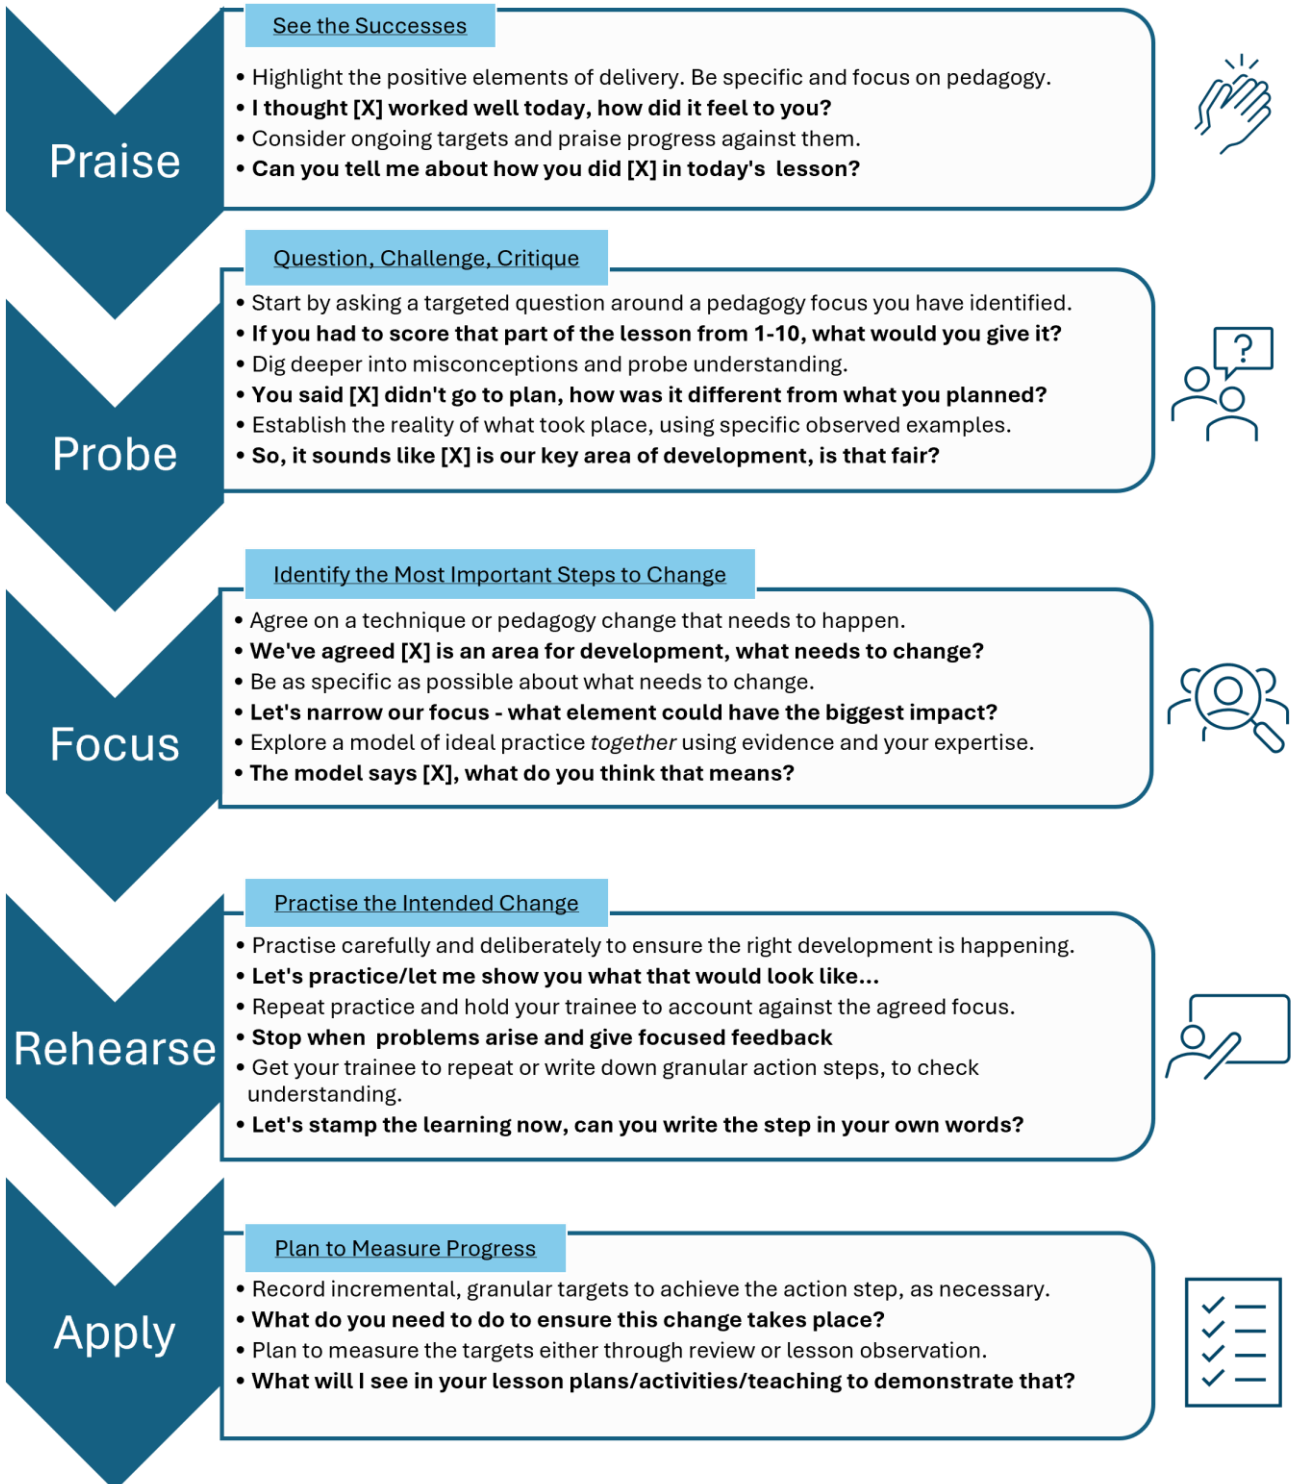 See the Successes
• Highlight the positive elements of delivery. Be specific and focus on pedagogy.
• I thought [X] worked well today, how did it feel to you?
• Consider ongoing targets and praise progress against them.
• Can you tell me about how you did [X] in today's  lesson?
Praise
Question, Challenge, Critique
• Start by asking a targeted question around a pedagogy focus you have identified.
• If you had to score that part of the lesson from 1-10, what would you give it?
• Dig deeper into misconceptions and probe understanding.
• You said [X] didn't go to plan, how was it different from what you planned?
• Establish the reality of what took place, using specific observed examples.
• So, it sounds like [X] is our key area of development, is that fair?
Probe
?
Identify the Most Important Steps to Change
• Agree on a technique or pedagogy change that needs to happen.
• We've agreed [X] is an area for development, what needs to change?
• Be as specific as possible about what needs to change.
• Let's narrow our focus - what element could have the biggest impact?
• Explore a model of ideal practice together using evidence and your expertise.
• The model says [X], what do you think that means?
Focus
Practise the Intended Change
• Practise carefully and deliberately to ensure the right development is happening.
• Let's practice/let me show you what that would look like...
• Repeat practice and hold your trainee to account against the agreed focus.
• Stop when  problems arise and give focused feedback
• Get your trainee to repeat or write down granular action steps, to check
understanding.
• Let's stamp the learning now, can you write the step in your own words?
Rehearse
Plan to Measure Progress
• Record incremental, granular targets to achieve the action step, as necessary.
• What do you need to do to ensure this change takes place?
• Plan to measure the targets either through review or lesson observation.
• What will I see in your lesson plans/activities/teaching to demonstrate that?
Apply